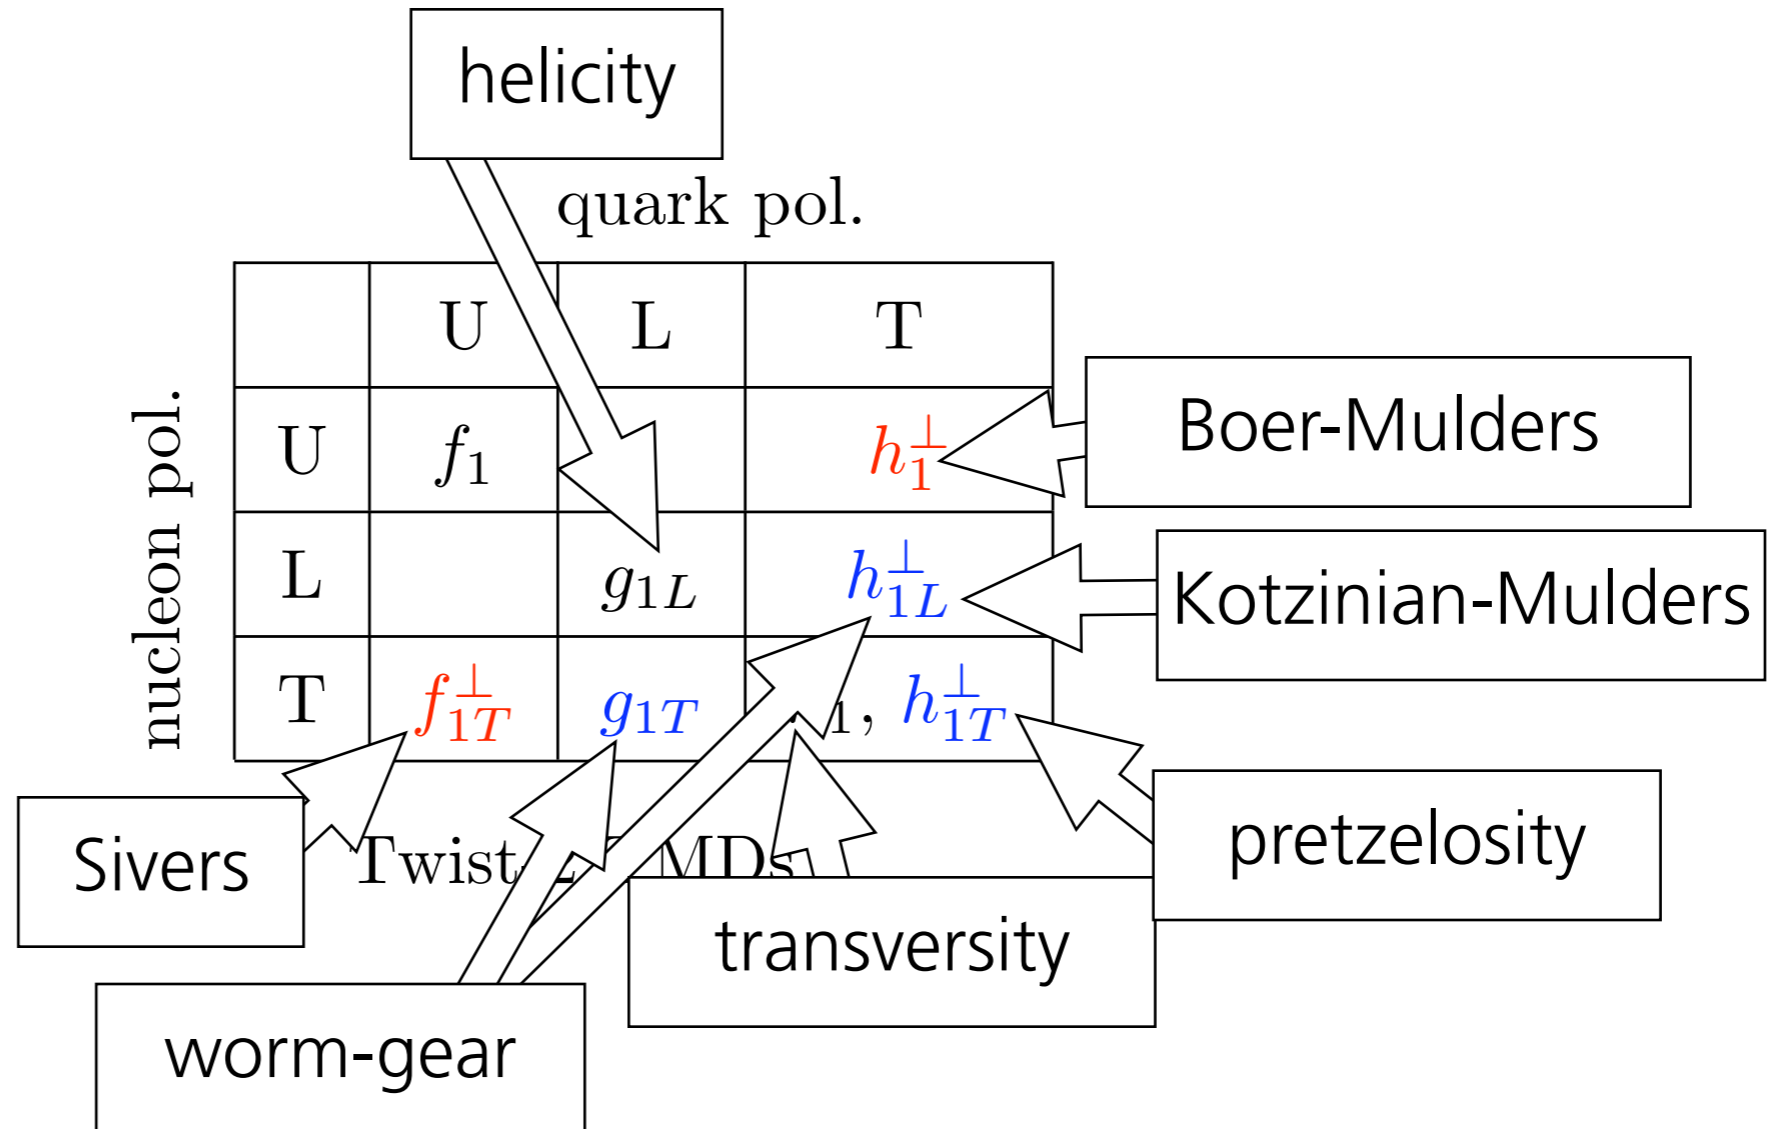 helicity
quark pol.
nucleon pol.
U L T
U f₁ h₁^⊥
Boer-Mulders
L g₁L h₁L^⊥
Kotzinian-Mulders
T f₁T^⊥ g₁T ₁, h₁T^⊥
Sivers
pretzelosity
transversity
worm-gear